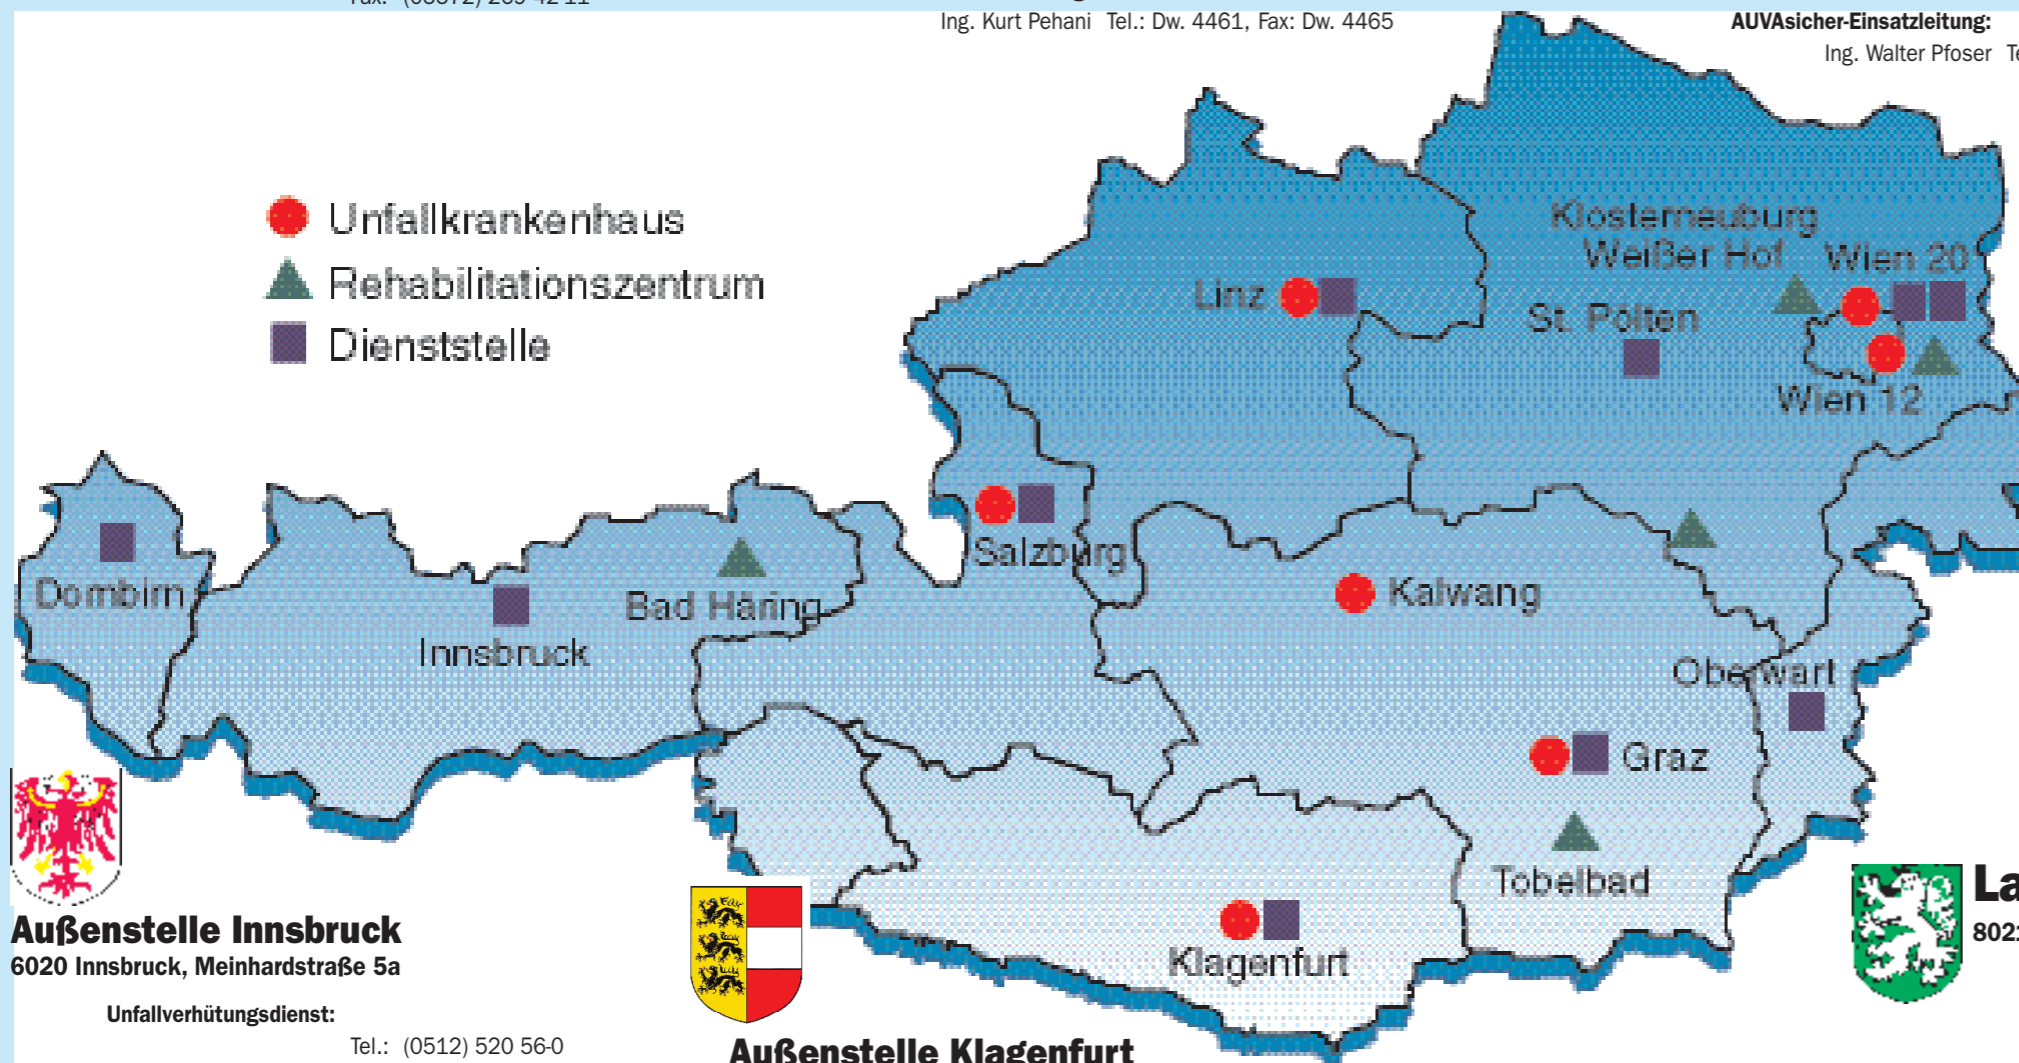 Ing. Kurt Pehani Tel.: Dw. 4461, Fax: Dw. 4465
AUVAsicher-Einsatzleitung:
Ing. Walter Pfoser
Unfallkrankenhaus
Rehabilitationszentrum
Dienststelle
Klosterneuburg
Weißer Hof
Wien 20
Linz
St. Pölten
Wien 12
Salzburg
Dornbirn
Bad Häring
Kalwang
Innsbruck
Oberwart
Graz
Tobelbad
Klagenfurt
Außenstelle Innsbruck
6020 Innsbruck, Meinhardstraße 5a
Unfallverhütungsdienst:
Tel.: (0512) 520 56-0
Außenstelle Klagenfurt
La
802